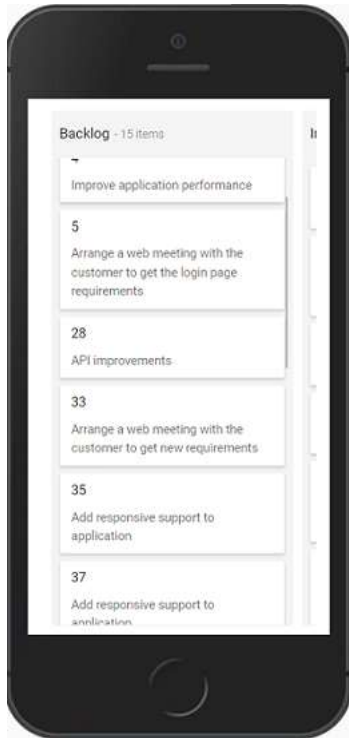 Backlog - 15 items
4
Improve application performance
5
Arrange a web meeting with the
customer to get the login page
requirements
28
API improvements
33
Arrange a web meeting with the
customer to get new requirements
35
Add responsive support to
application
37
Add responsive support to
application